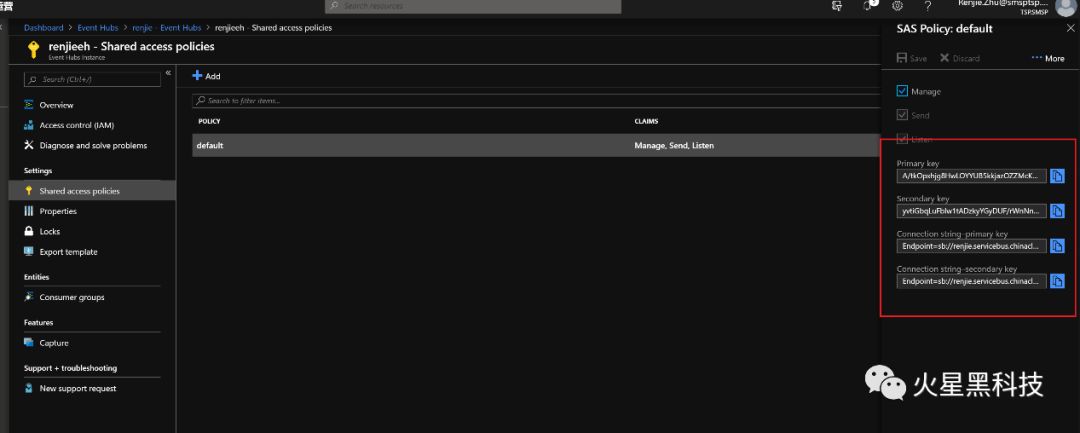 运营
Search resources
Renjie.Zhu@smsptsp....
TSP.SMSP
Dashboard > Event Hubs > renjie - Event Hubs > renjieeh - Shared access policies
renjieeh - Shared access policies
Event Hubs Instance
SAS Policy: default
Search (Ctrl+/)
Add
Save Discard More
Search to filter items...
Overview
Access control (IAM)
Diagnose and solve problems
POLICY CLAIMS
default Manage, Send, Listen
Manage
Send
Listen
Settings
Shared access policies
Properties
Locks
Export template
Primary key
Secondary key
Connection string–primary key
Endpoint=sb://renjie.servicebus.chinacl...
Connection string–secondary key
Endpoint=sb://renjie.servicebus.chinacl...
Entities
Consumer groups
Features
Capture
Support + troubleshooting
New support request
火星黑科技